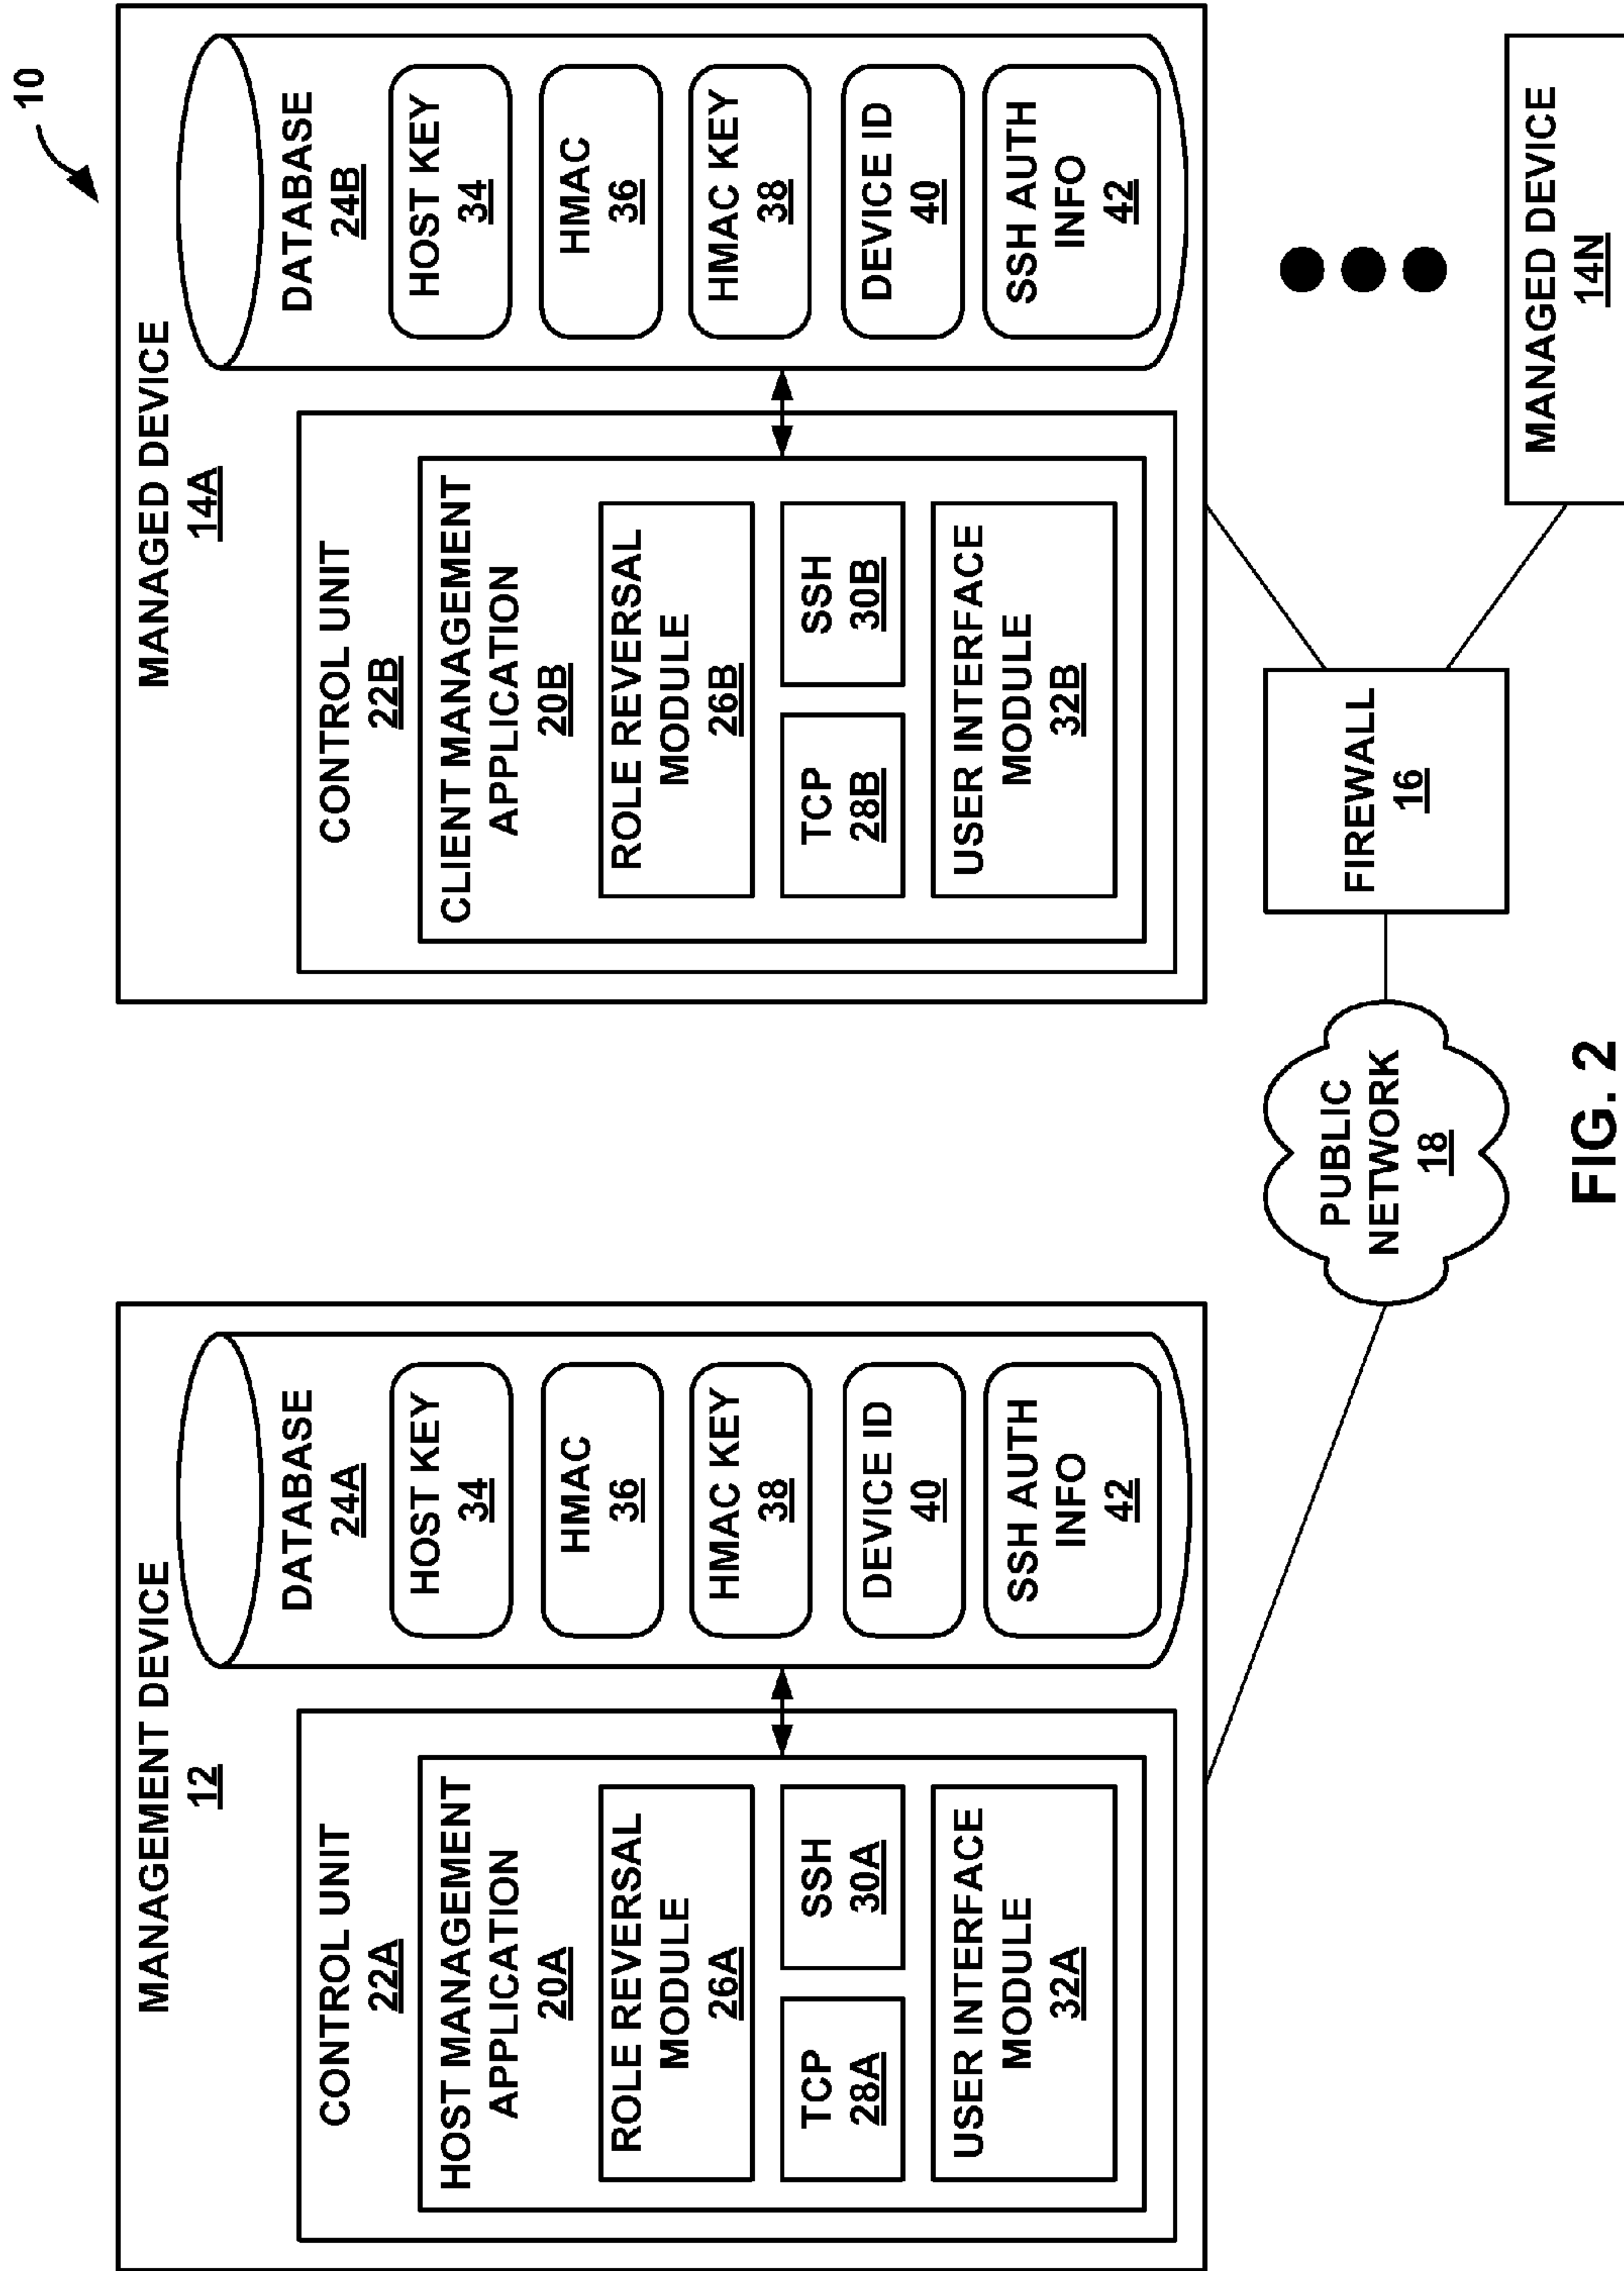 10
MANAGEMENT DEVICE
12
CONTROL UNIT
22A
HOST MANAGEMENT
APPLICATION
20A
ROLE REVERSAL
MODULE
26A
TCP
28A
SSH
30A
USER INTERFACE
MODULE
32A
DATABASE
24A
HOST KEY
34
HMAC
36
HMAC KEY
38
DEVICE ID
40
SSH AUTH
INFO
42
MANAGED DEVICE
14A
CONTROL UNIT
22B
CLIENT MANAGEMENT
APPLICATION
20B
ROLE REVERSAL
MODULE
26B
TCP
28B
SSH
30B
USER INTERFACE
MODULE
32B
DATABASE
24B
HOST KEY
34
HMAC
36
HMAC KEY
38
DEVICE ID
40
SSH AUTH
INFO
42
PUBLIC
NETWORK
18
FIREWALL
16
MANAGED DEVICE
14N
FIG. 2